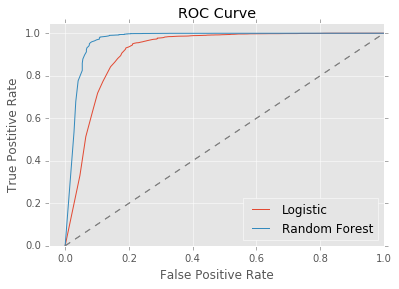 ROC Curve
True Postitive Rate
1.0
0.8
0.6
0.4
0.2
0.0
Logistic
Random Forest
0.0 0.2 0.4 0.6 0.8 1.0
False Positive Rate